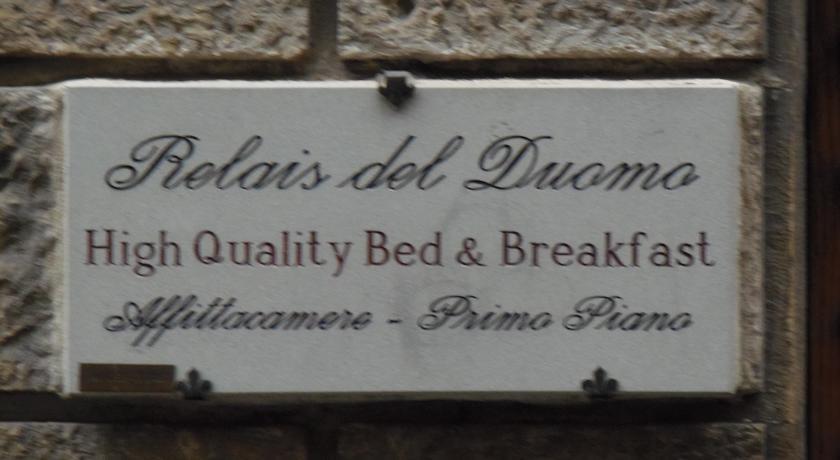 Relais del Duomo
High Quality Bed & Breakfast
Affittacamere - Primo Piano